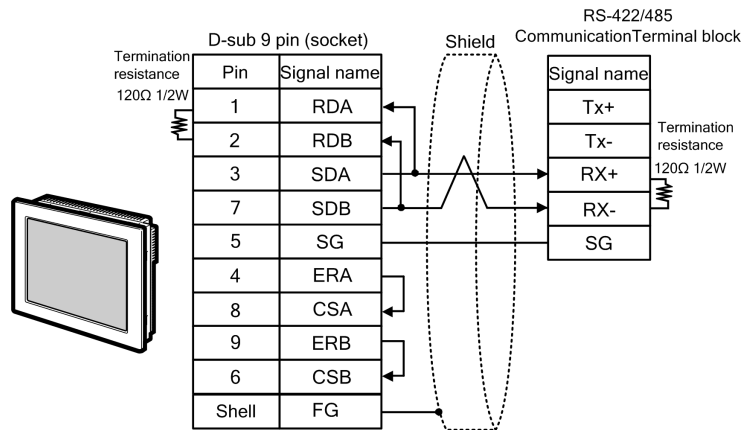 RS-422/485
CommunicationTerminal block
D-sub 9 pin (socket)
Shield
Termination
resistance
120Ω 1/2W
Pin Signal name
1 RDA
2 RDB
3 SDA
7 SDB
5 SG
4 ERA
8 CSA
9 ERB
6 CSB
Shell FG
Signal name
Tx+
Tx-
RX+
RX-
SG
Termination
resistance
120Ω 1/2W